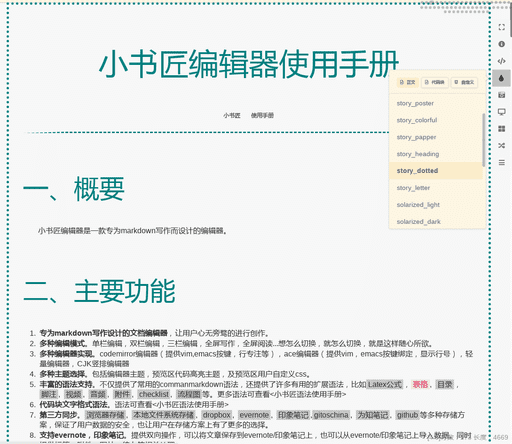 小书匠编辑器使用手册
正文 代码块 自定义
小书匠 使用手册
story_poster
story_colorful
story_papper
story_heading
story_dotted
story_letter
solarized_light
solarized_dark
一、概要
小书匠编辑器是一款专为markdown写作而设计的编辑器。
二、主要功能
1. 专为markdown写作设计的文档编辑器，让用户心无旁骛的进行创作。
2. 多种编辑模式。单栏编辑，双栏编辑，三栏编辑，全屏写作，全屏阅读...想怎么切换，就怎么切换，就是这样随心所欲。
3. 多种编辑器实现。codemirror编辑器（提供vim,emacs按键，行专注等），ace编辑器（提供vim，emacs按键绑定，显示行号），轻
量编辑器，CJK竖排编辑器
4. 多种主题选择。包括编辑器主题，预览区代码高亮主题，及预览区用户自定义css。
5. 丰富的语法支持。不仅提供了常用的commanmarkdown语法，还提供了许多有用的扩展语法，比如 Latex公式 ， 表格 ， 目录 ，
脚注 ， 视频 ， 音频 ， 附件 ， checklist ， 流程图 等。更多语法可查看<小书匠语法使用手册>
6. 代码块文字格式语法。语法可查看<小书匠语法使用手册>
7. 第三方同步。 浏览器存储 ， 本地文件系统存储 ， dropbox ， evernote ， 印象笔记 , gitoschina ， 为知笔记 ， github 等多种存储方
案，保证了用户数据的安全，也让用户在存储方案上有了更多的选择。
8. 支持evernote，印象笔记。提供双向操作，可以将文章保存到evernote/印象笔记上，也可以从evernote/印象笔记上导入数据。同时
4669